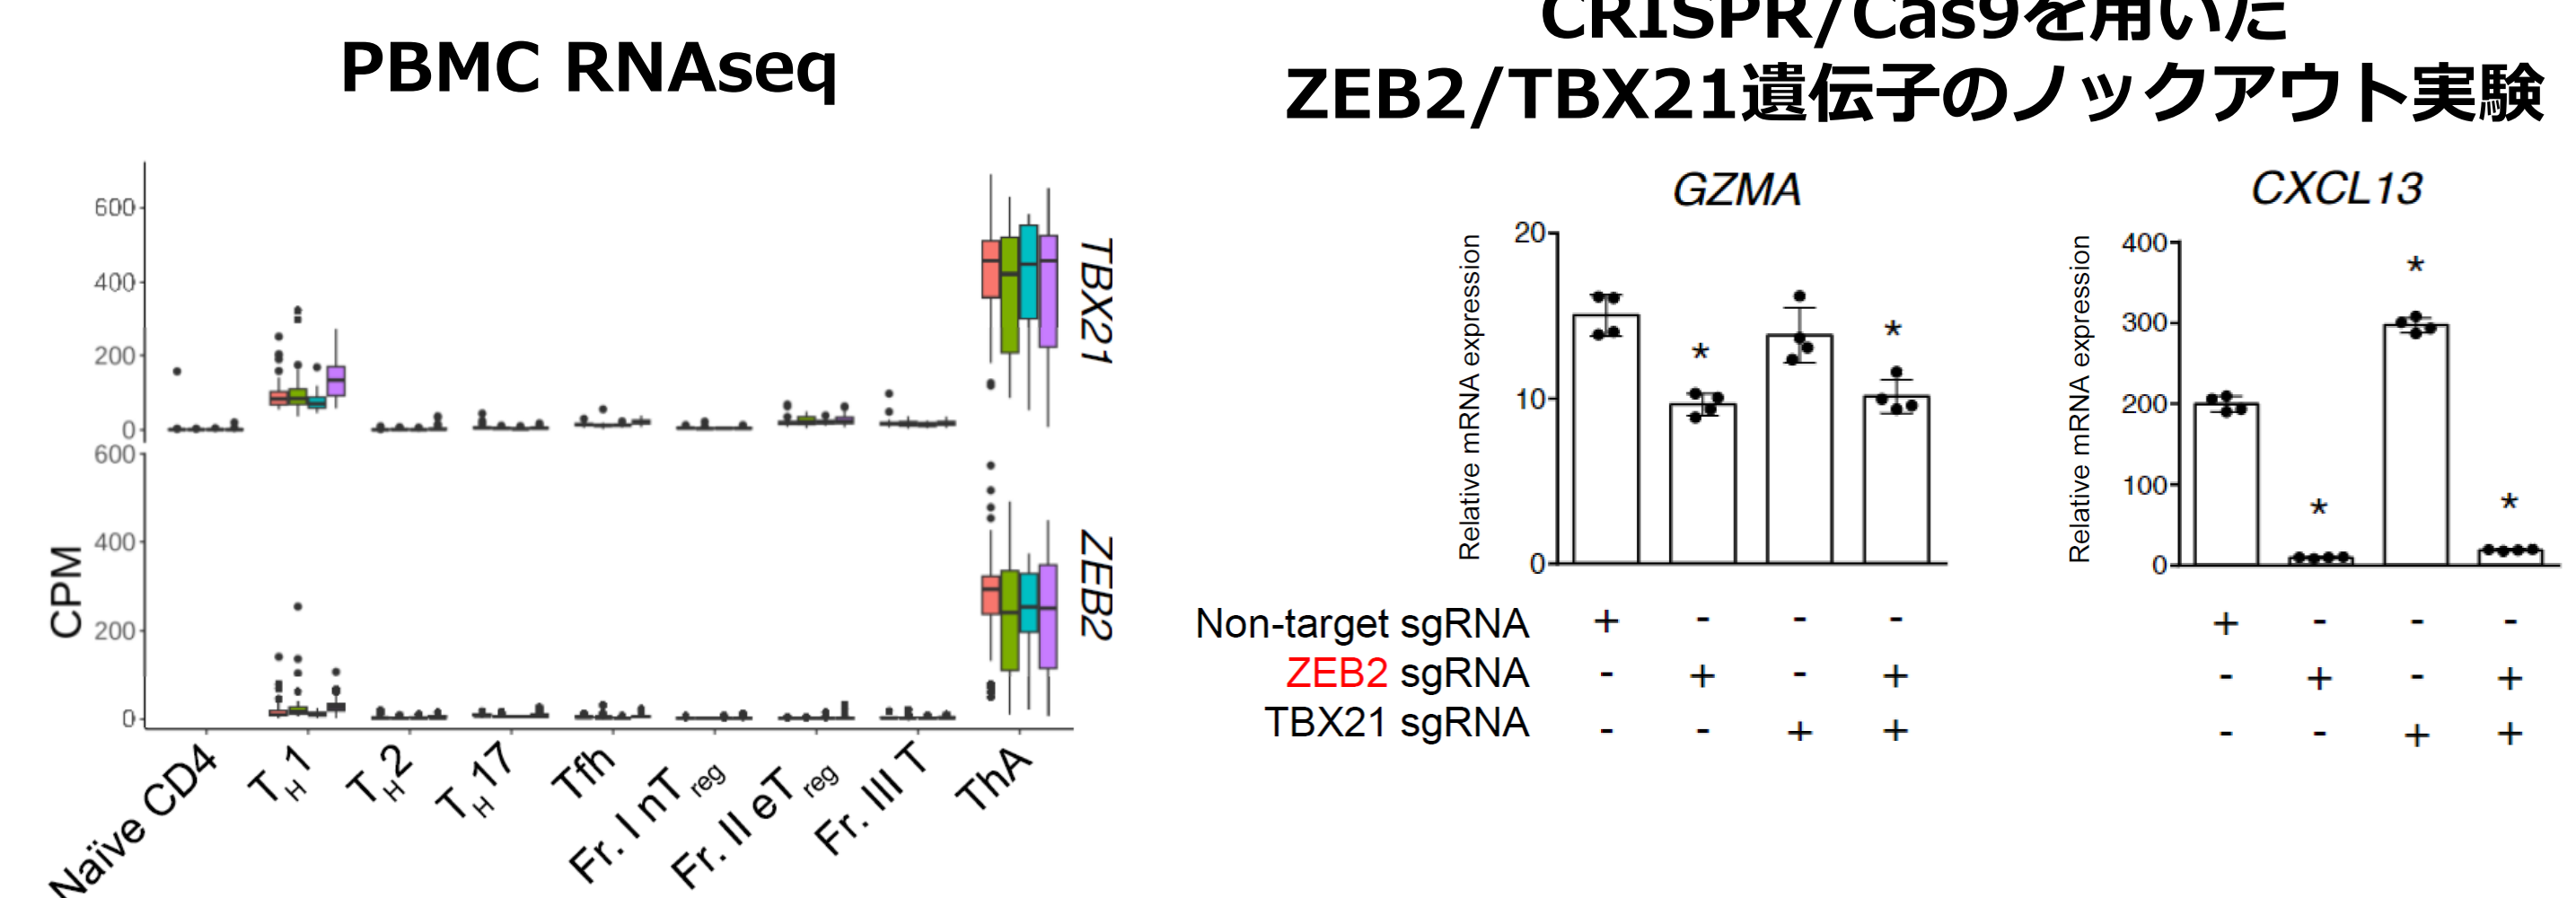 PBMC RNAseq
CRISPR/Cas9を用いた
ZEB2/TBX21遺伝子のノックアウト実験
600
400
200
0
TBX21
600
400
200
0
ZEB2
CPM
Naïve CD4
TH1
TH2
TH17
Tfh
Fr. I nTreg
Fr. II eTreg
Fr. III T
ThA
GZMA
Relative mRNA expression
20
10
0
* *
CXCL13
Relative mRNA expression
400
300
200
100
0
* * *
Non-target sgRNA + - - - + - - -
ZEB2 sgRNA - + - + - + - +
TBX21 sgRNA - - + + - - + +